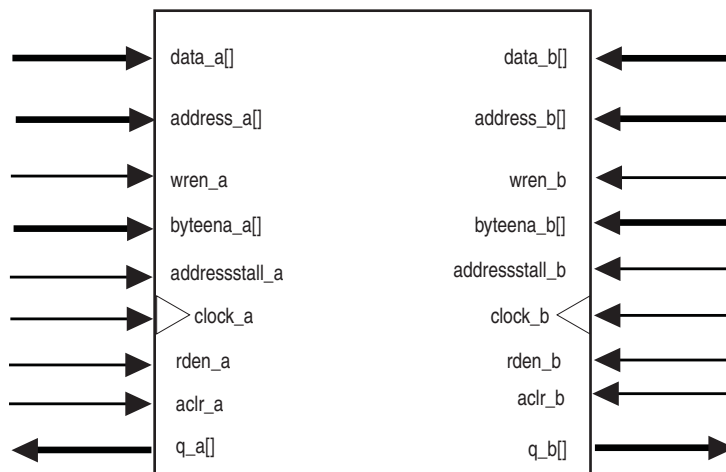 data_a[] data_b[]
address_a[] address_b[]
wren_a wren_b
byteena_a[] byteena_b[]
addressstall_a addressstall_b
clock_a clock_b
rden_a rden_b
aclr_a aclr_b
q_a[] q_b[]